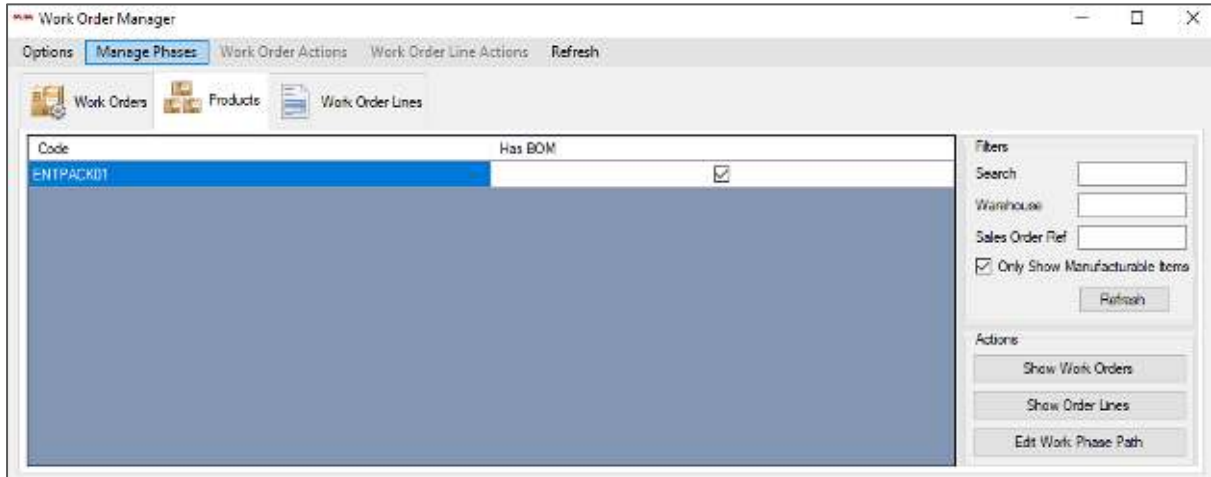 Work Order Manager
Options Manage Phases Work Order Actions Work Order Line Actions Refresh
Work Orders Products Work Order Lines
Code Has BOM
ENTPACK01
Filters
Search
Warehouse
Sales Order Ref
Only Show Manufacturable Items
Refresh
Actions
Show Work Orders
Show Order Lines
Edit Work Phase Path